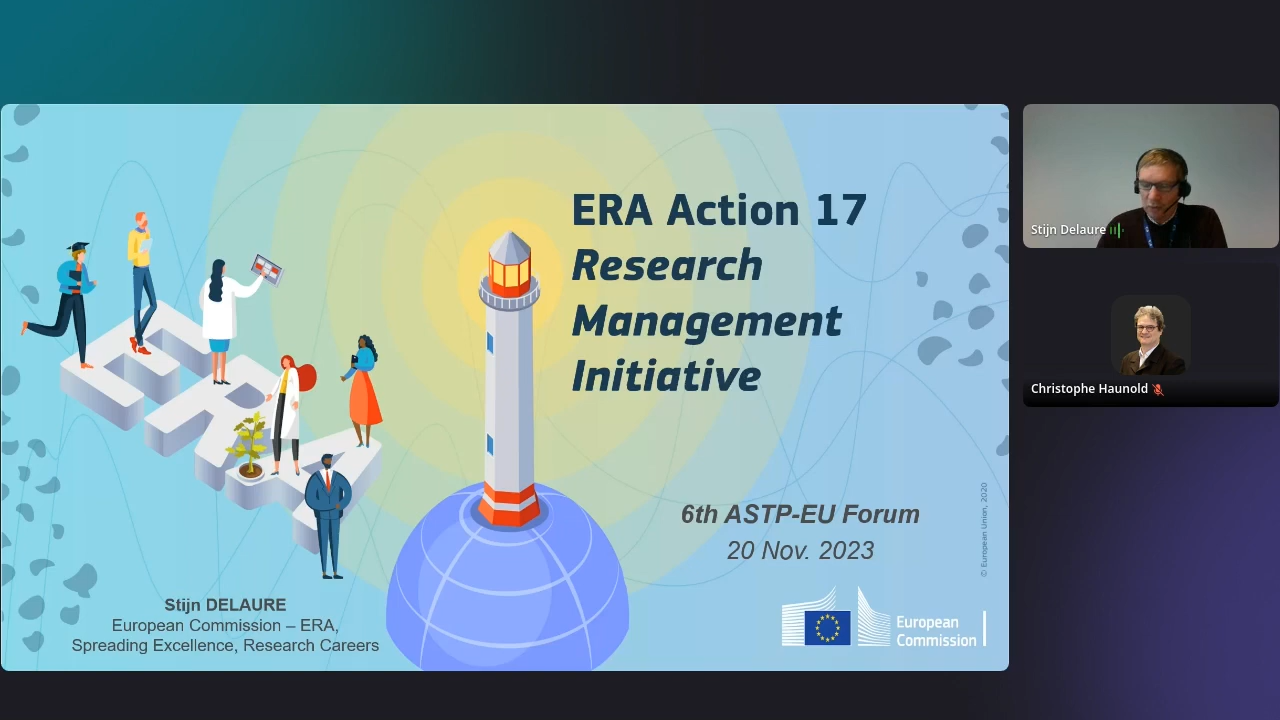 ERA Action 17
Research
Management
Initiative
6th ASTP-EU Forum
20 Nov. 2023
© European Union, 2020
Stijn DELAURE
European Commission – ERA,
Spreading Excellence, Research Careers
European
Commission
ERA
Stijn Delaure
Christophe Haunold